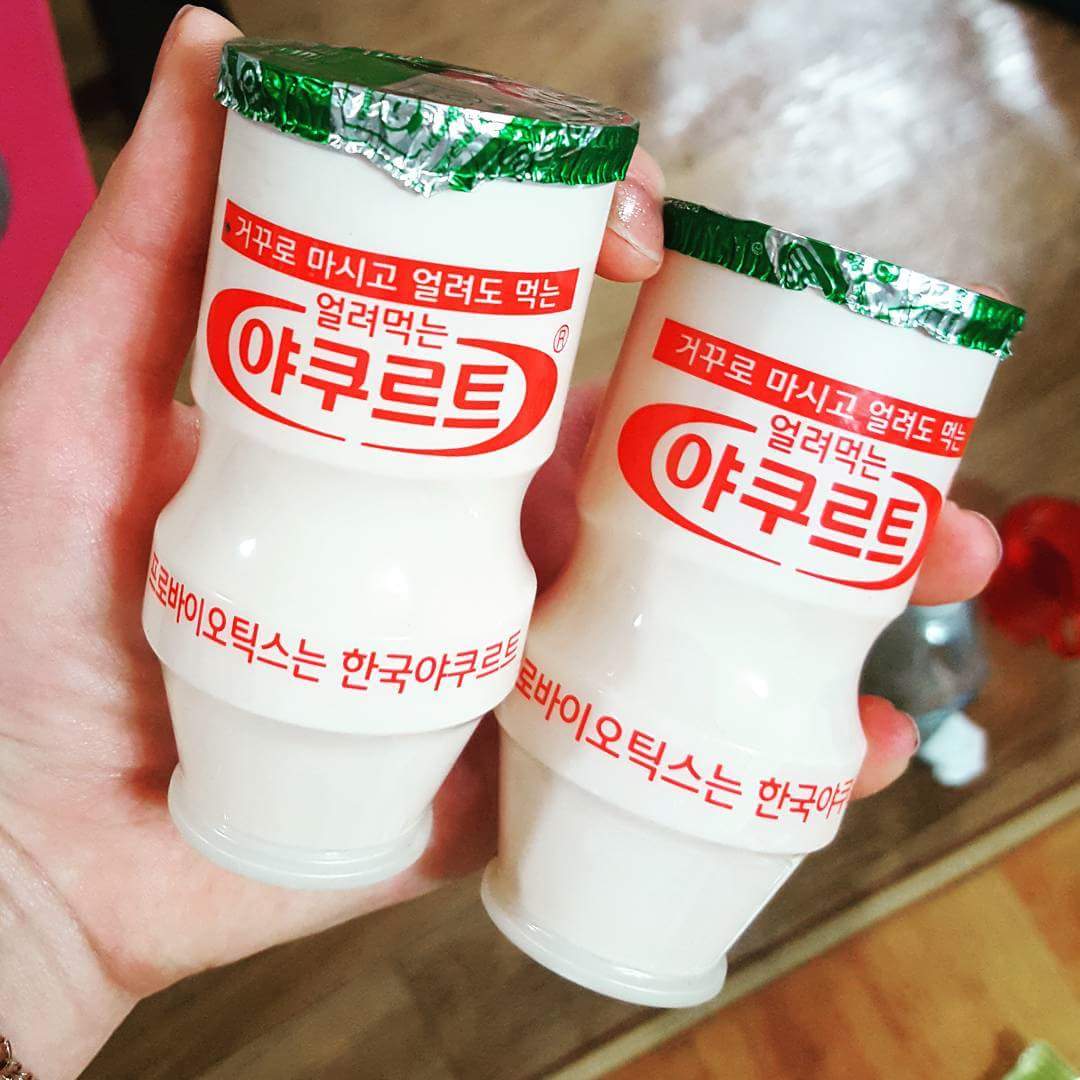 거꾸로 마시고 얼려도 먹는
얼려먹는
야쿠르트
®
프로바이오틱스는 한국야쿠르트
거꾸로 마시고 얼려도 먹는
얼려먹는
야쿠르트
로바이오틱스는 한국야쿠